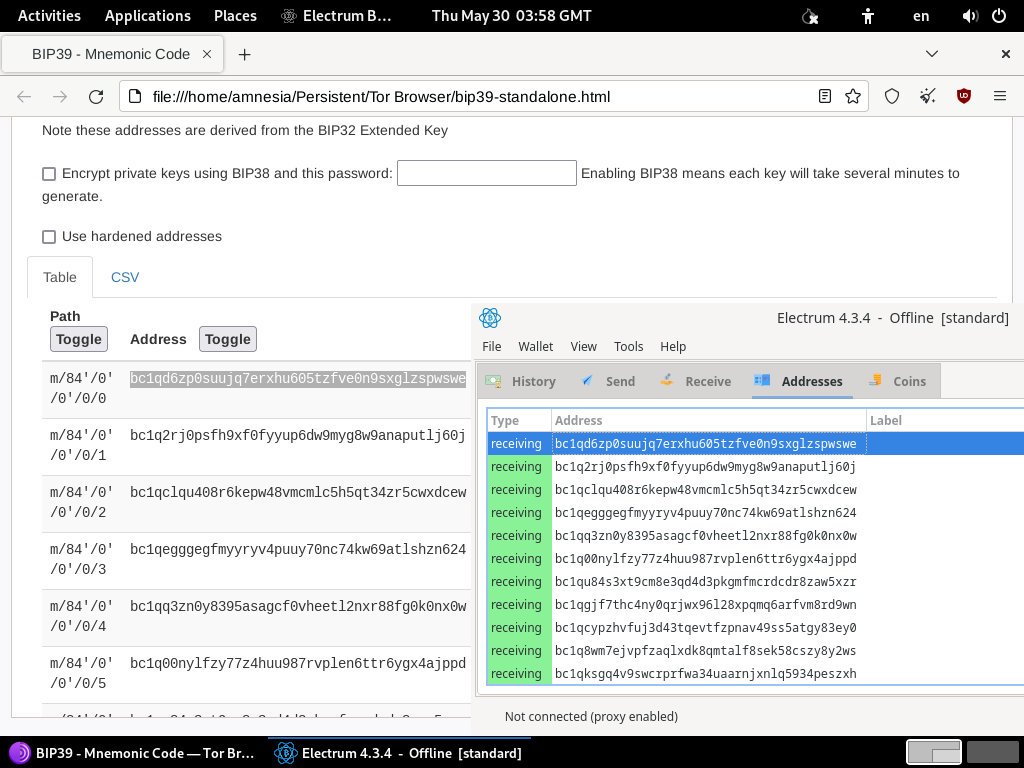 Activities Applications Places Electrum B... Thu May 30 03:58 GMT en
BIP39 - Mnemonic Code
file:///home/amnesia/Persistent/Tor Browser/bip39-standalone.html
Note these addresses are derived from the BIP32 Extended Key
Encrypt private keys using BIP38 and this password: Enabling BIP38 means each key will take several minutes to
generate.
Use hardened addresses
Table CSV
Path
Toggle Address Toggle
m/84'/0' bc1qd6zp0suujq7erxhu605tzfve0n9sxglzspwswe
/0'/0/0
m/84'/0' bc1q2rj0psfh9xf0fyyup6dw9myg8w9anaputlj60j
/0'/0/1
m/84'/0' bc1qclqu408r6kepw48vmcmlc5h5qt34zr5cwxdcew
/0'/0/2
m/84'/0' bc1qegggegfmyyryv4puuy70nc74kw69atlshzn624
/0'/0/3
m/84'/0' bc1qq3zn0y8395asagcf0vheetl2nxr88fg0k0nx0w
/0'/0/4
m/84'/0' bc1q00nylfzy77z4huu987rvplen6ttr6ygx4ajppd
/0'/0/5
Electrum 4.3.4 - Offline [standard]
File Wallet View Tools Help
History Send Receive Addresses Coins
Type Address Label
receiving bc1qd6zp0suujq7erxhu605tzfve0n9sxglzspwswe
receiving bc1q2rj0psfh9xf0fyyup6dw9myg8w9anaputlj60j
receiving bc1qclqu408r6kepw48vmcmlc5h5qt34zr5cwxdcew
receiving bc1qegggegfmyyryv4puuy70nc74kw69atlshzn624
receiving bc1qq3zn0y8395asagcf0vheetl2nxr88fg0k0nx0w
receiving bc1q00nylfzy77z4huu987rvplen6ttr6ygx4ajppd
receiving bc1qu84s3xt9cm8e3qd4d3pkgmfmcrdcdr8zaw5xzr
receiving bc1qgjf7thc4ny0qrjwx96l28xpqmq6arfvm8rd9wn
receiving bc1qcypzhvfuj3d43tqevtfzpnav49ss5atgy83ey0
receiving bc1q8wm7ejvpfzaqlxdk8qmtalf8sek58cszy8y2ws
receiving bc1qksgq4v9swcrprfwa34uaarnjxnlq5934peszxh
Not connected (proxy enabled)
BIP39 - Mnemonic Code — Tor Br... Electrum 4.3.4 - Offline [standard]